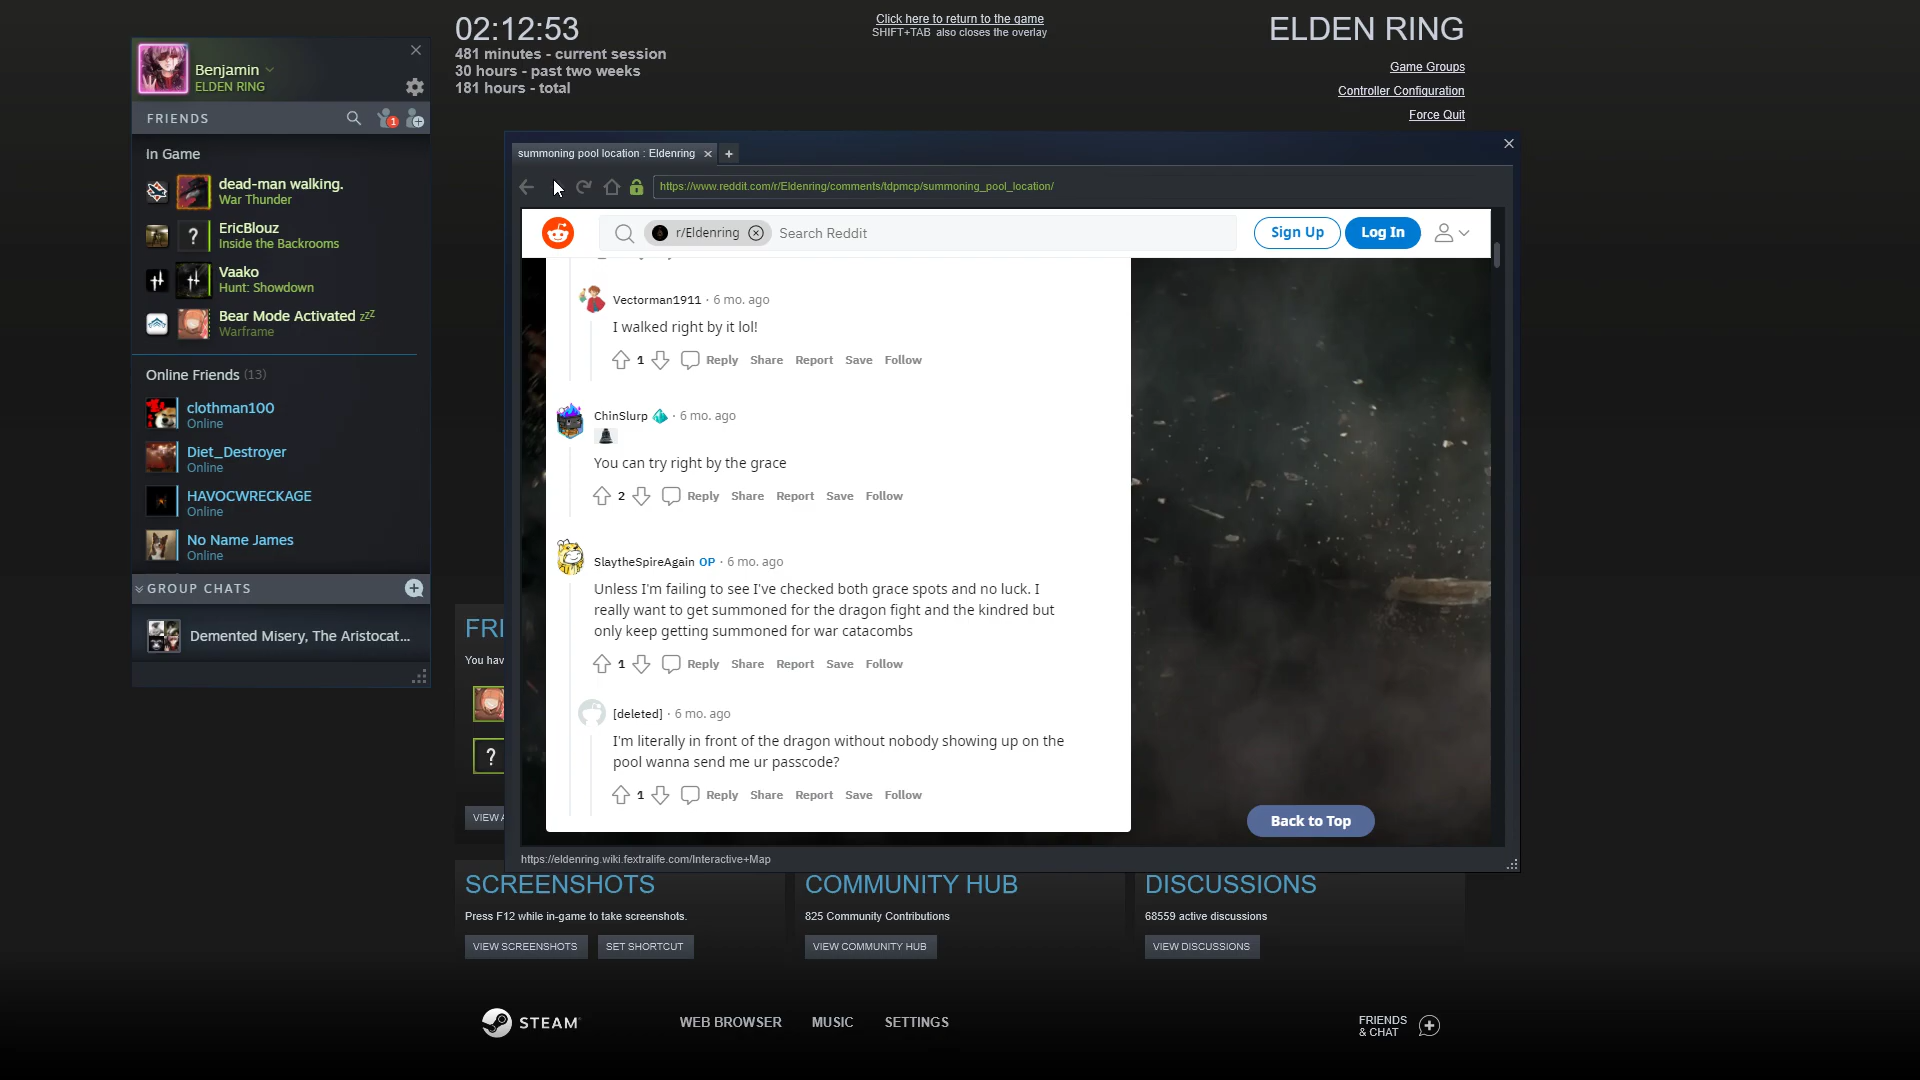 02:12:53
481 minutes - current session
30 hours - past two weeks
181 hours - total
Click here to return to the game
SHIFT+TAB also closes the overlay
ELDEN RING
Game Groups
Controller Configuration
Force Quit
Benjamin
ELDEN RING
FRIENDS
1
In Game
dead-man walking.
War Thunder
?
EricBlouz
Inside the Backrooms
Vaako
Hunt: Showdown
Bear Mode Activated zzZ
Warframe
Online Friends (13)
clothman100
Online
Diet_Destroyer
Online
HAVOCWRECKAGE
Online
No Name James
Online
GROUP CHATS
Demented Misery, The Aristocat...
summoning pool location : Eldenring
https://www.reddit.com/r/Eldenring/comments/tdpmcp/summoning_pool_location/
r/Eldenring
Search Reddit
Sign Up
Log In
Vectorman1911 · 6 mo. ago
I walked right by it lol!
1 Reply Share Report Save Follow
ChinSlurp · 6 mo. ago
You can try right by the grace
2 Reply Share Report Save Follow
SlaytheSpireAgain OP · 6 mo. ago
Unless I'm failing to see I've checked both grace spots and no luck. I
really want to get summoned for the dragon fight and the kindred but
only keep getting summoned for war catacombs
1 Reply Share Report Save Follow
[deleted] · 6 mo. ago
I'm literally in front of the dragon without nobody showing up on the
pool wanna send me ur passcode?
1 Reply Share Report Save Follow
Back to Top
https://eldenring.wiki.fextralife.com/Interactive+Map
FRI
You hav
?
VIEW A
SCREENSHOTS
Press F12 while in-game to take screenshots.
VIEW SCREENSHOTS
SET SHORTCUT
COMMUNITY HUB
825 Community Contributions
VIEW COMMUNITY HUB
DISCUSSIONS
68559 active discussions
VIEW DISCUSSIONS
STEAM
WEB BROWSER
MUSIC
SETTINGS
FRIENDS
& CHAT